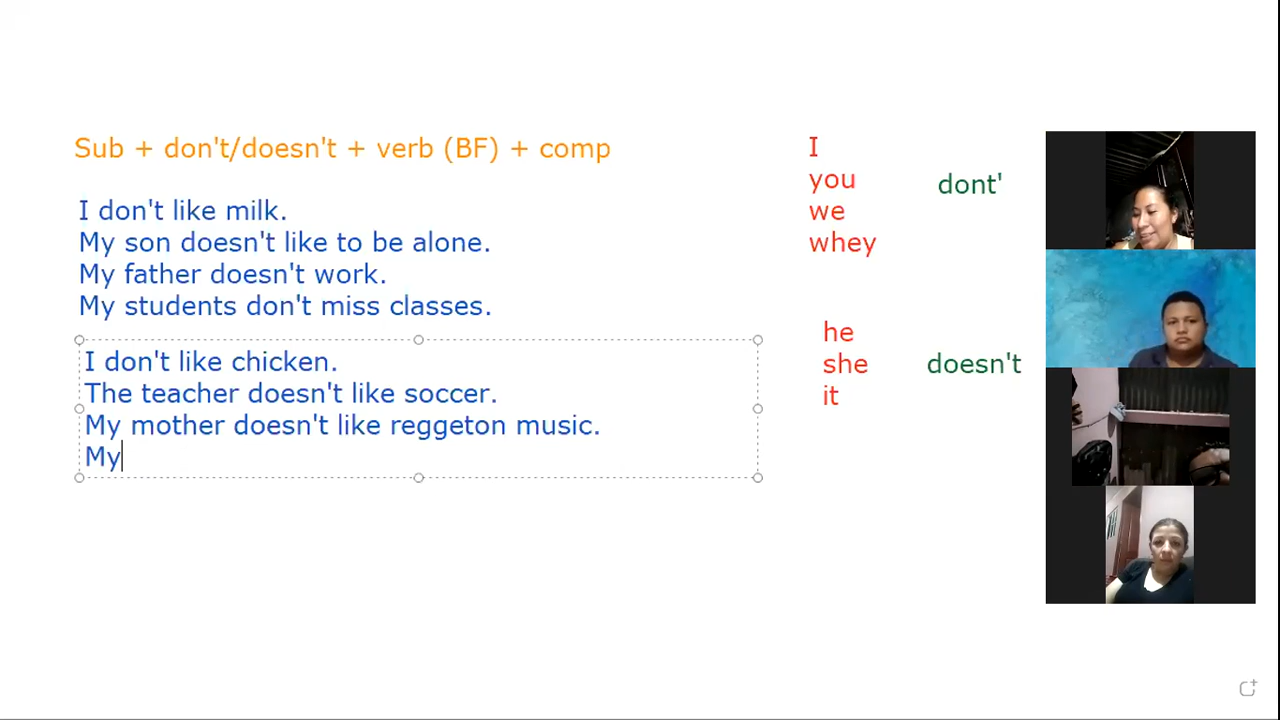 Sub + don't/doesn't + verb (BF) + comp
I don't like milk.
My son doesn't like to be alone.
My father doesn't work.
My students don't miss classes.
I don't like chicken.
The teacher doesn't like soccer.
My mother doesn't like reggeton music.
My
I
you
we
whey
dont'
he
she
it
doesn't